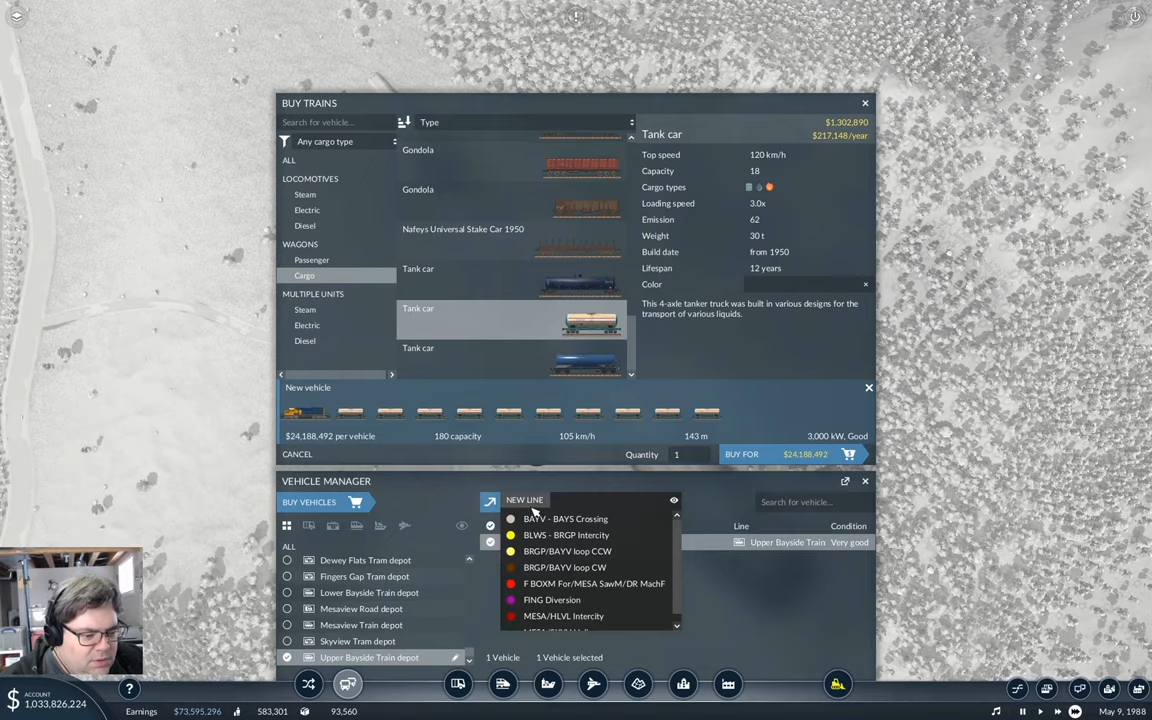 BUY TRAINS
Search for vehicle...
Type
Any cargo type
ALL
LOCOMOTIVES
Steam
Electric
Diesel
WAGONS
Passenger
Cargo
MULTIPLE UNITS
Steam
Electric
Diesel
Gondola
Gondola
Nafeys Universal Stake Car 1950
Tank car
Tank car
Tank car
$1,302,890
Tank car
$217,148/year
Top speed 120 km/h
Capacity 18
Cargo types
Loading speed 3.0x
Emission 62
Weight 30 t
Build date from 1950
Lifespan 12 years
Color
This 4-axle tanker truck was built in various designs for the
transport of various liquids.
New vehicle
$24,188,492 per vehicle 180 capacity 105 km/h 143 m 3,000 kW, Good
CANCEL Quantity 1 BUY FOR $24,188,492
VEHICLE MANAGER
BUY VEHICLES
NEW LINE
Search for vehicle...
Line Condition
Upper Bayside Train Very good
ALL
Dewey Flats Tram depot
Fingers Gap Tram depot
Lower Bayside Train depot
Mesaview Road depot
Mesaview Train depot
Skyview Tram depot
Upper Bayside Train depot
BAYV - BAYS Crossing
BLWS - BRGP Intercity
BRGP/BAYV loop CCW
BRGP/BAYV loop CW
F BOXM For/MESA SawM/DR MachF
FING Diversion
MESA/HLVL Intercity
1 Vehicle 1 Vehicle selected
$ ACCOUNT
1,033,826,224
?
Earnings $73,595,296 583,301 93,560
May 9, 1988